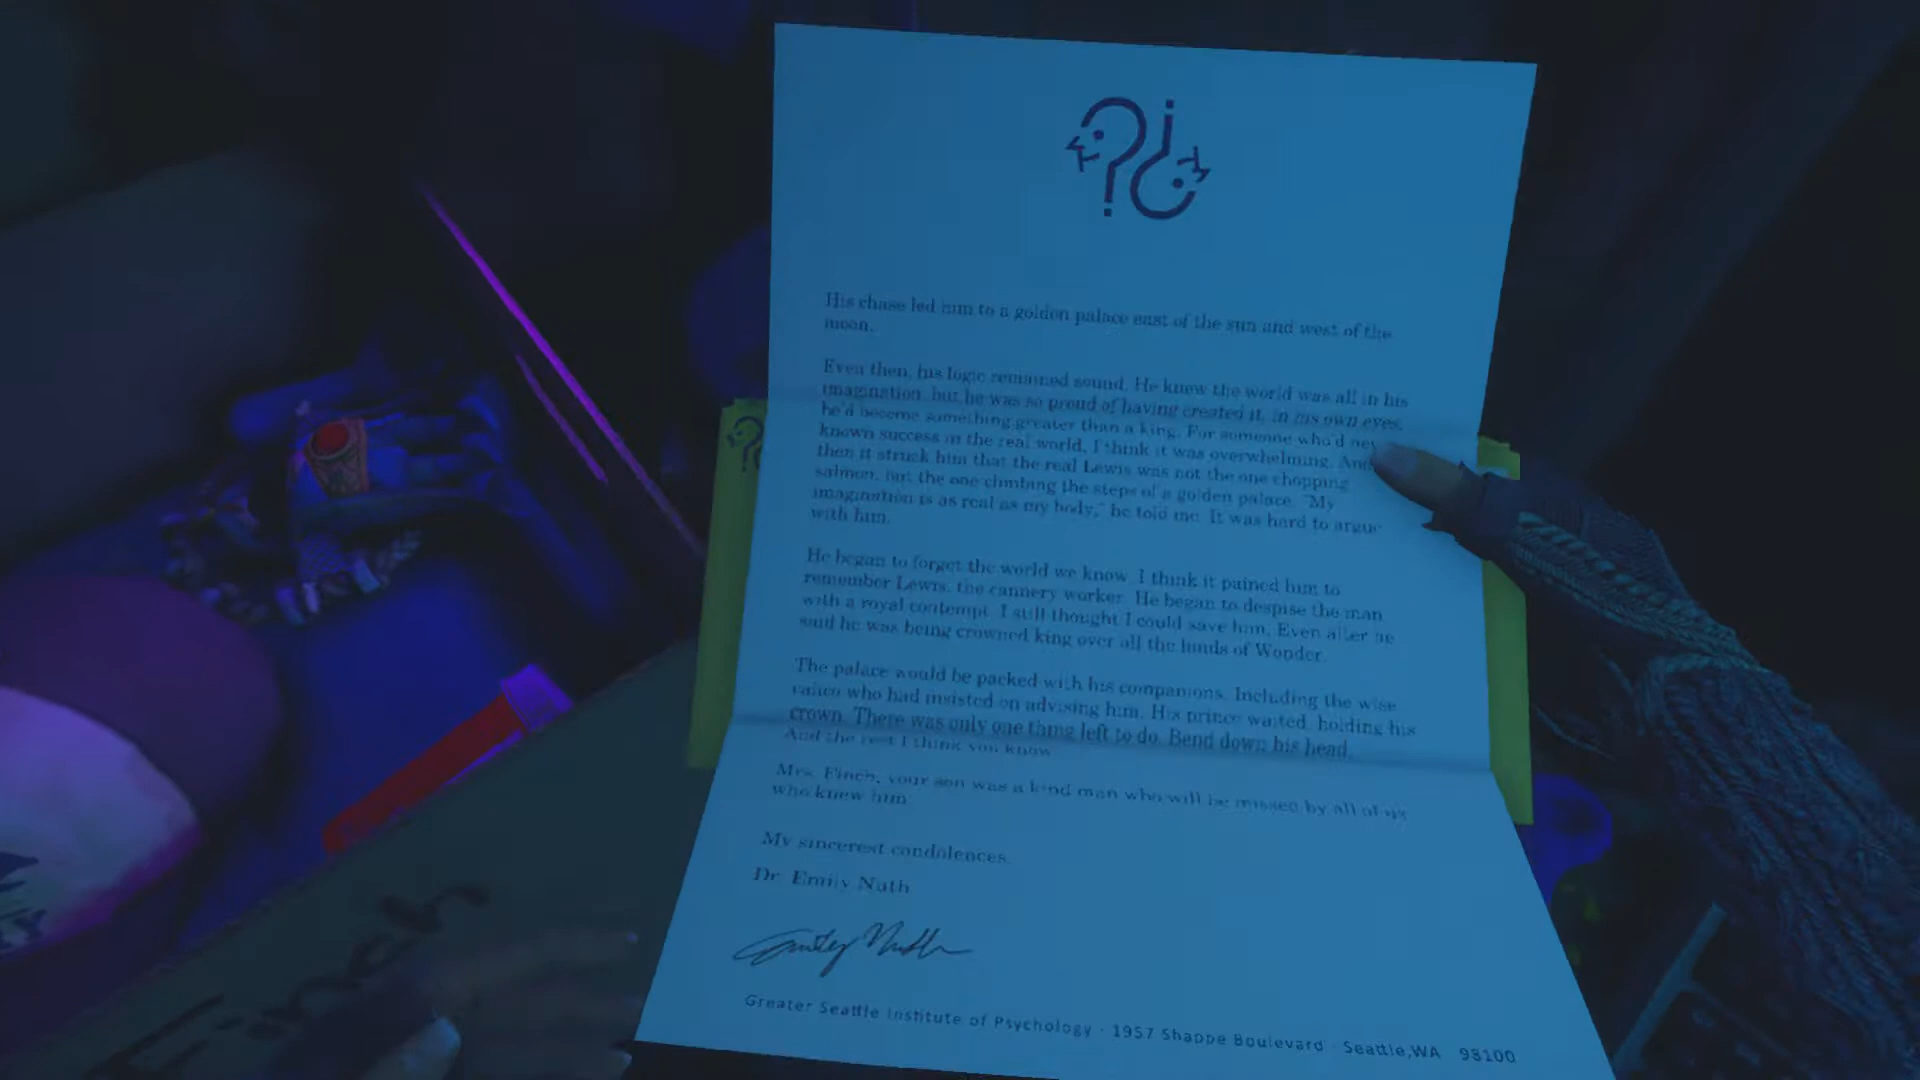 His chase led him to a golden palace east of the sun and west of the
moon.
Even then, his logic remained sound. He knew the world was all in his
imagination, but he was so proud of having created it, in his own eyes,
he'd become something greater than a king. For someone who'd nev
known success in the real world, I think it was overwhelming. And
then it struck him that the real Lewis was not the one chopping
salmon, but the one climbing the steps of a golden palace. "My
imagination is as real as my body," he told me. It was hard to argue
with him.
He began to forget the world we know. I think it pained him to
remember Lewis, the cannery worker. He began to despise the man
with a royal contempt. I still thought I could save him. Even after he
said he was being crowned king over all the lands of Wonder.
The palace would be packed with his companions. Including the wise
calico who had insisted on advising him. His prince waited, holding his
crown. There was only one thing left to do. Bend down his head.
And the rest I think you know.
Mrs. Finch, your son was a kind man who will be missed by all of us
who knew him.
My sincerest condolences,
Dr. Emily Nuth
Emily Nuth
Greater Seattle Institute of Psychology · 1957 Shappe Boulevard · Seattle,WA 98100